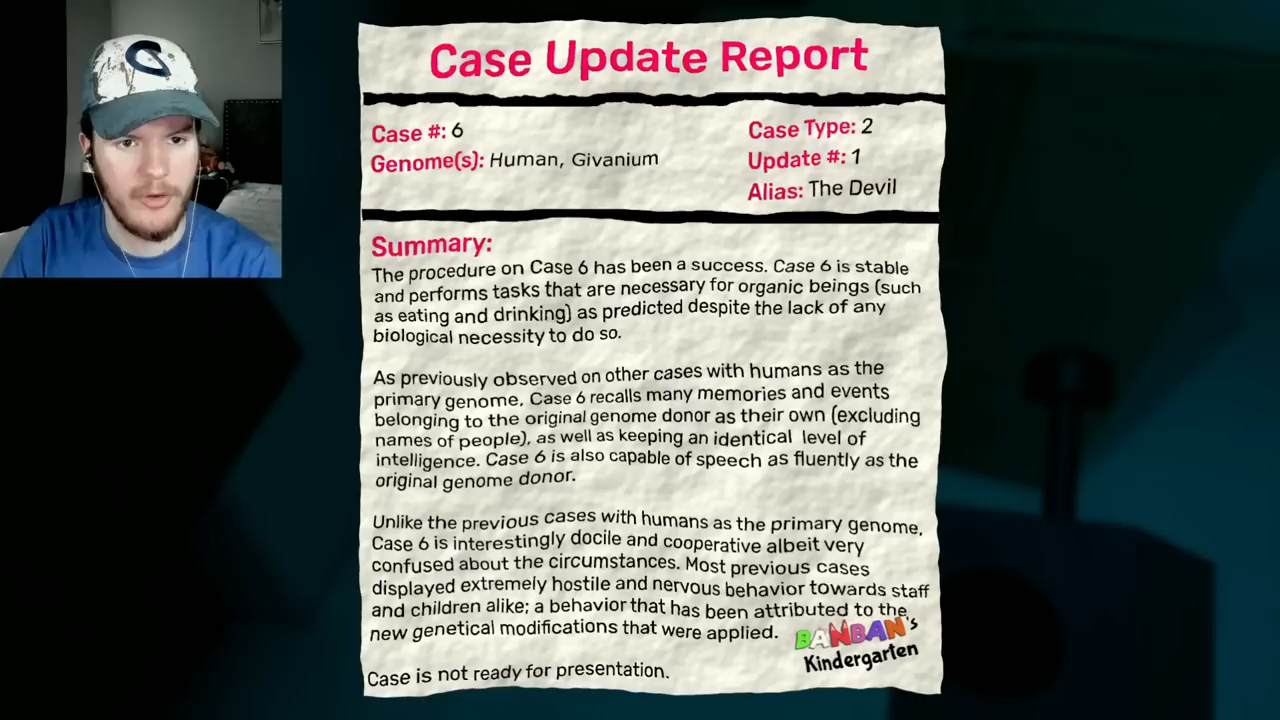 Case Update Report
Case #: 6
Case Type: 2
Genome(s): Human, Givanium
Update #: 1
Alias: The Devil
Summary:
The procedure on Case 6 has been a success. Case 6 is stable
and performs tasks that are necessary for organic beings (such
as eating and drinking) as predicted despite the lack of any
biological necessity to do so.
As previously observed on other cases with humans as the
primary genome, Case 6 recalls many memories and events
belonging to the original genome donor as their own (excluding
names of people), as well as keeping an identical level of
intelligence. Case 6 is also capable of speech as fluently as the
original genome donor.
Unlike the previous cases with humans as the primary genome,
Case 6 is interestingly docile and cooperative albeit very
confused about the circumstances. Most previous cases
displayed extremely hostile and nervous behavior towards staff
and children alike; a behavior that has been attributed to the
new genetical modifications that were applied.
Case is not ready for presentation.
BANBAN's
Kindergarten